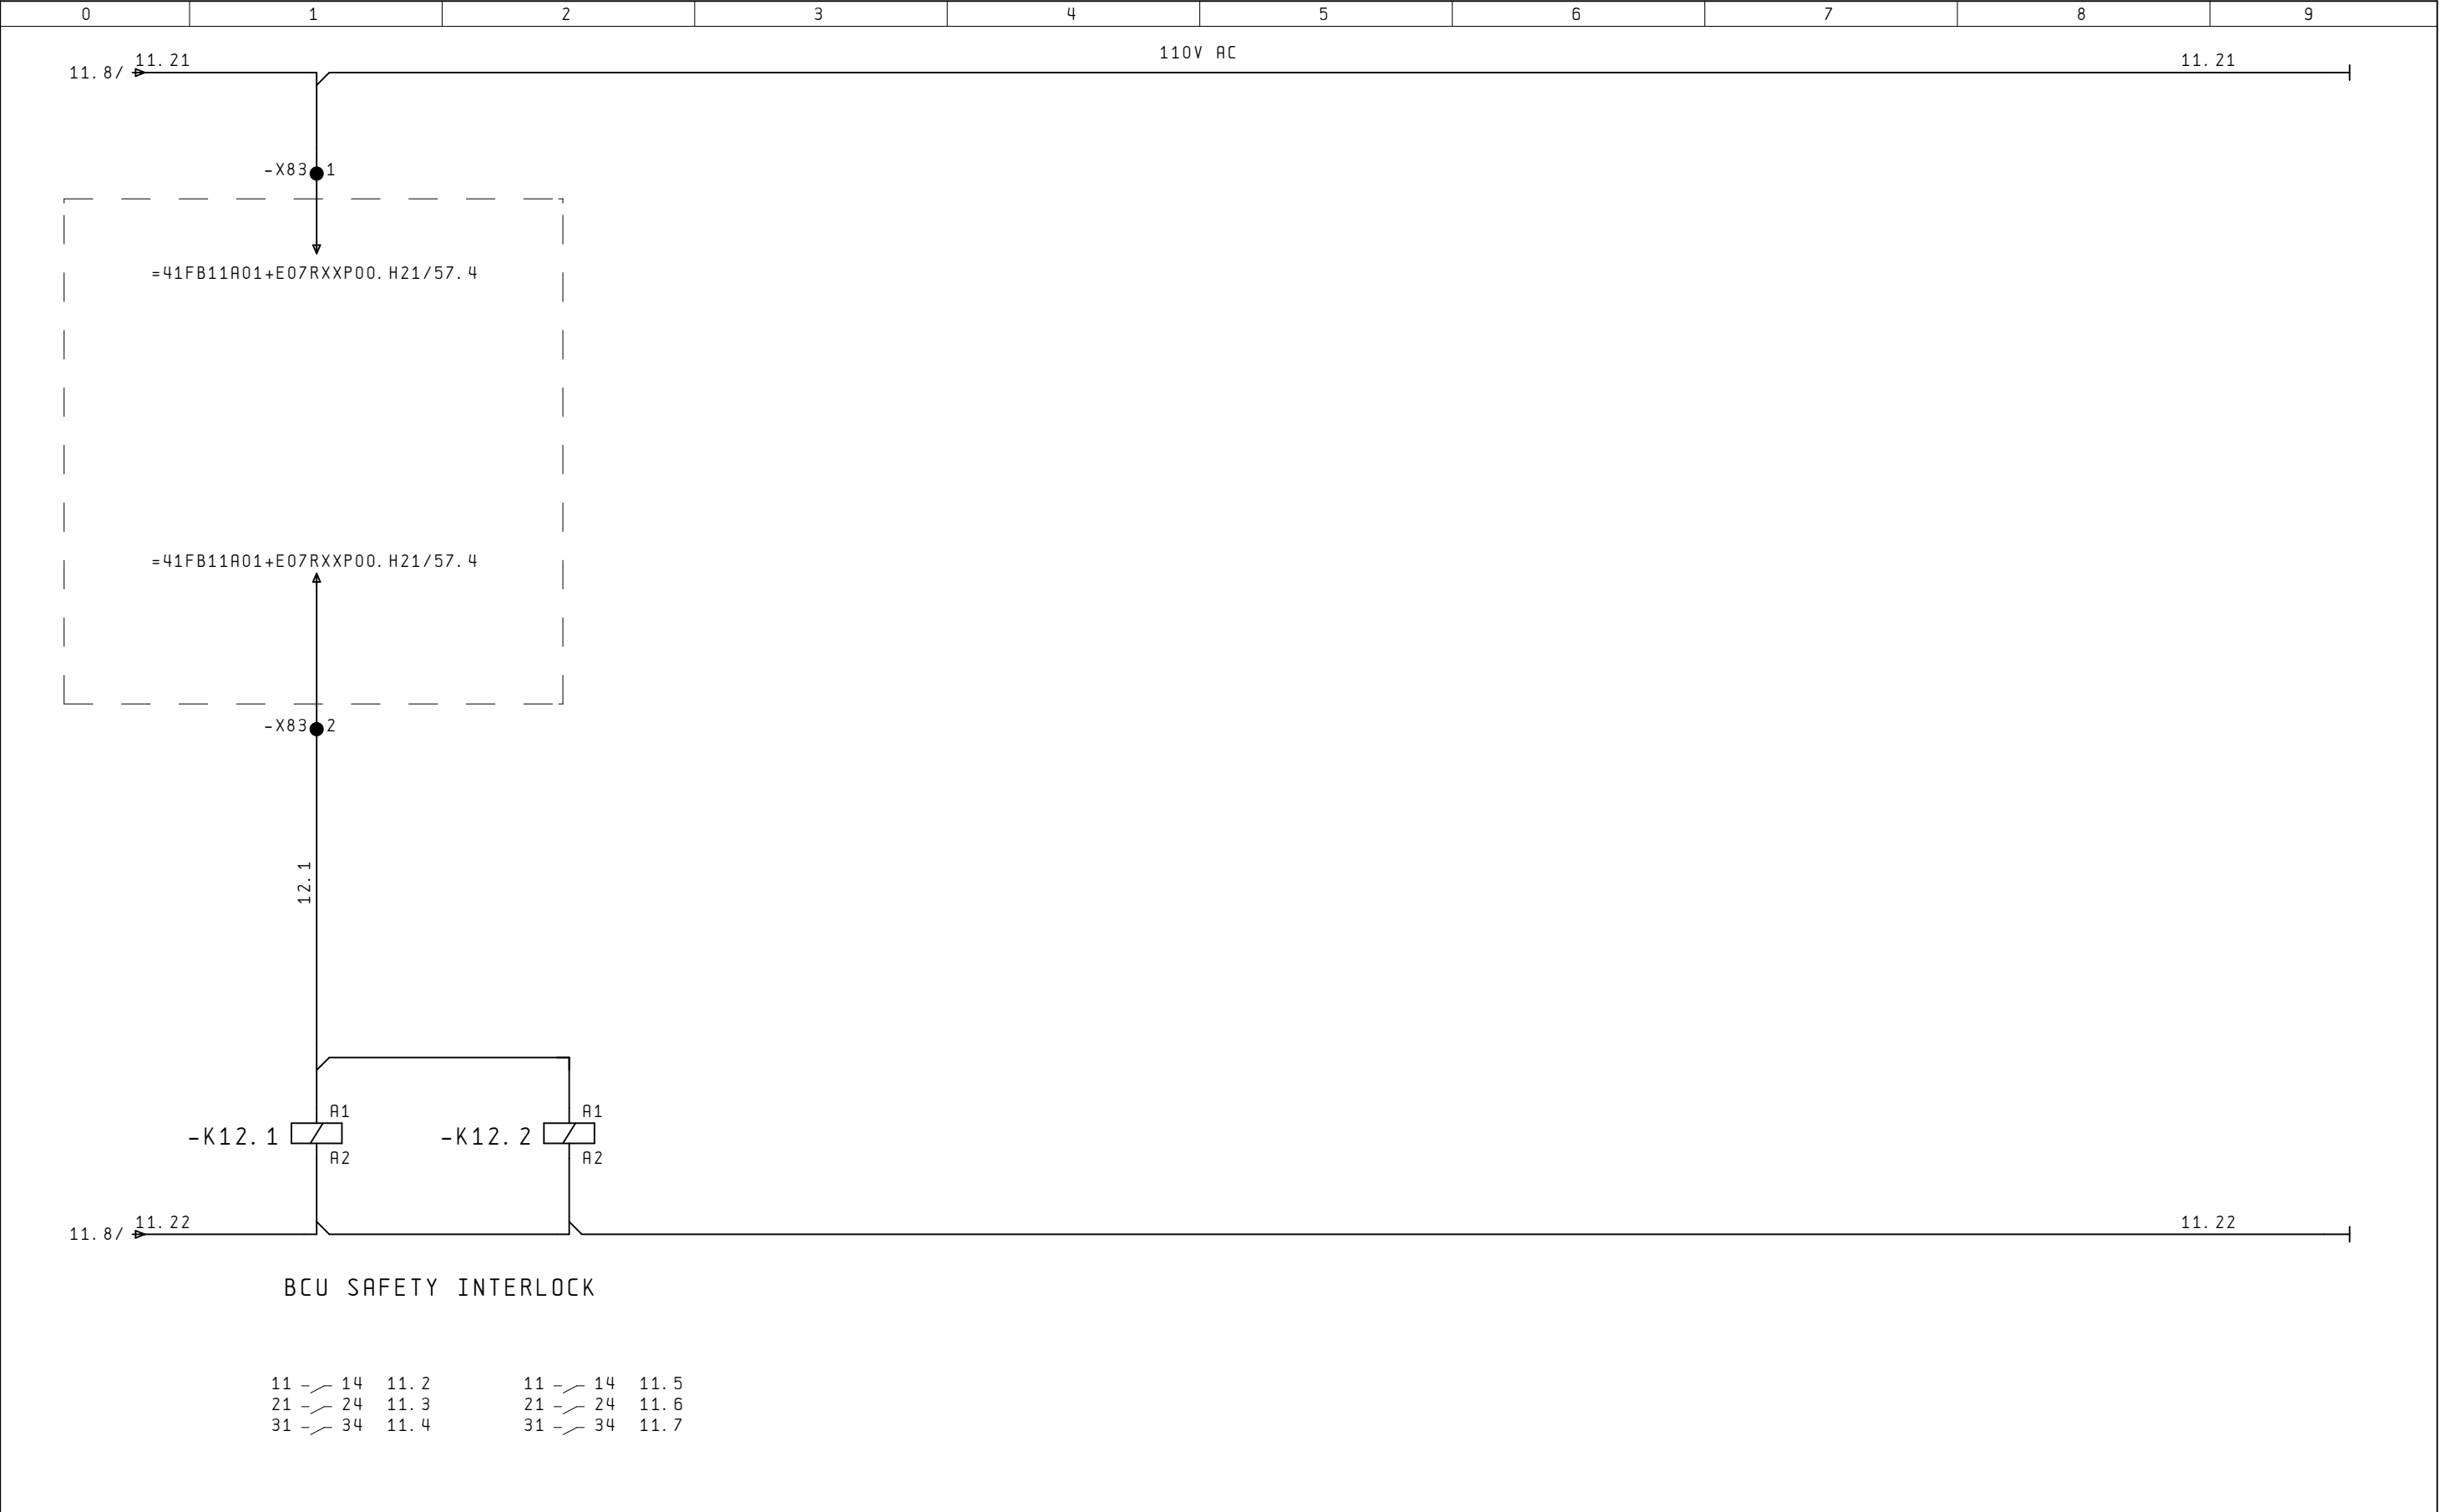 0 1 2 3 4 5 6 7 8 9
110V AC
11.8/ 11.21 11.21
-X83 1
=41FB11A01+E07RXXP00.H21/57.4
=41FB11A01+E07RXXP00.H21/57.4
-X83 2
12.1
A1 A1
-K12.1 -K12.2
A2 A2
11.8/ 11.22 11.22
BCU SAFETY INTERLOCK
11 14 11.2 11 14 11.5
21 24 11.3 21 24 11.6
31 34 11.4 31 34 11.7